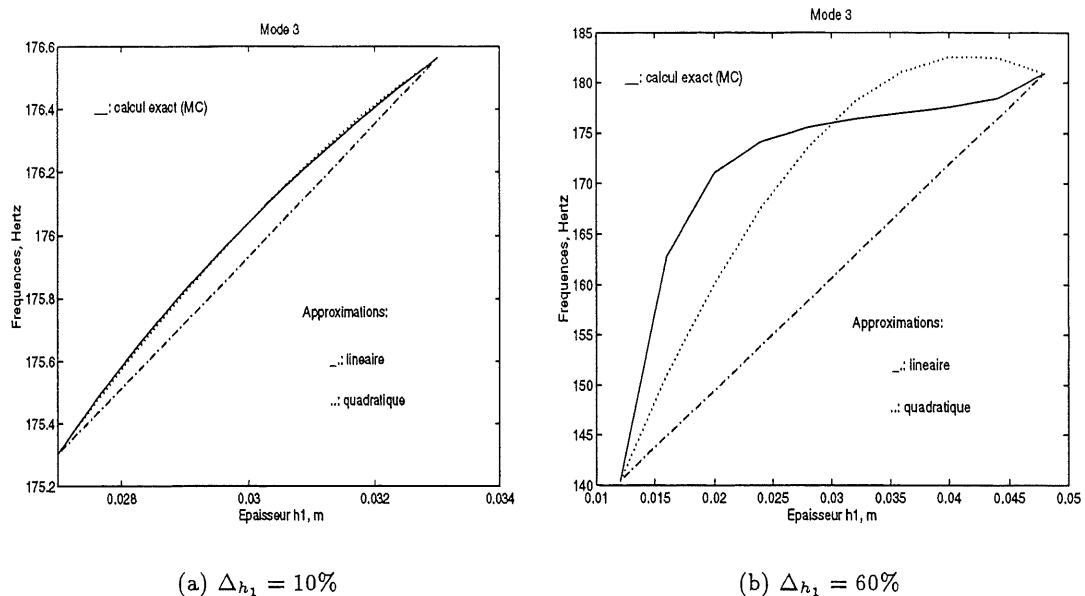 Mode 3
176.6
176.4
176.2
176
175.8
175.6
175.4
175.2
0.028
0.03
0.032
0.034
Frequences, Hertz
Epaisseur h1, m
__: calcul exact (MC)
Approximations:
_.: lineaire
..: quadratique
(a) Δ_{h_1} = 10%
Mode 3
185
180
175
170
165
160
155
150
145
140
0.01
0.015
0.02
0.025
0.03
0.035
0.04
0.045
0.05
Frequences, Hertz
Epaisseur h1, m
__: calcul exact (MC)
Approximations:
_.: lineaire
..: quadratique
(b) Δ_{h_1} = 60%